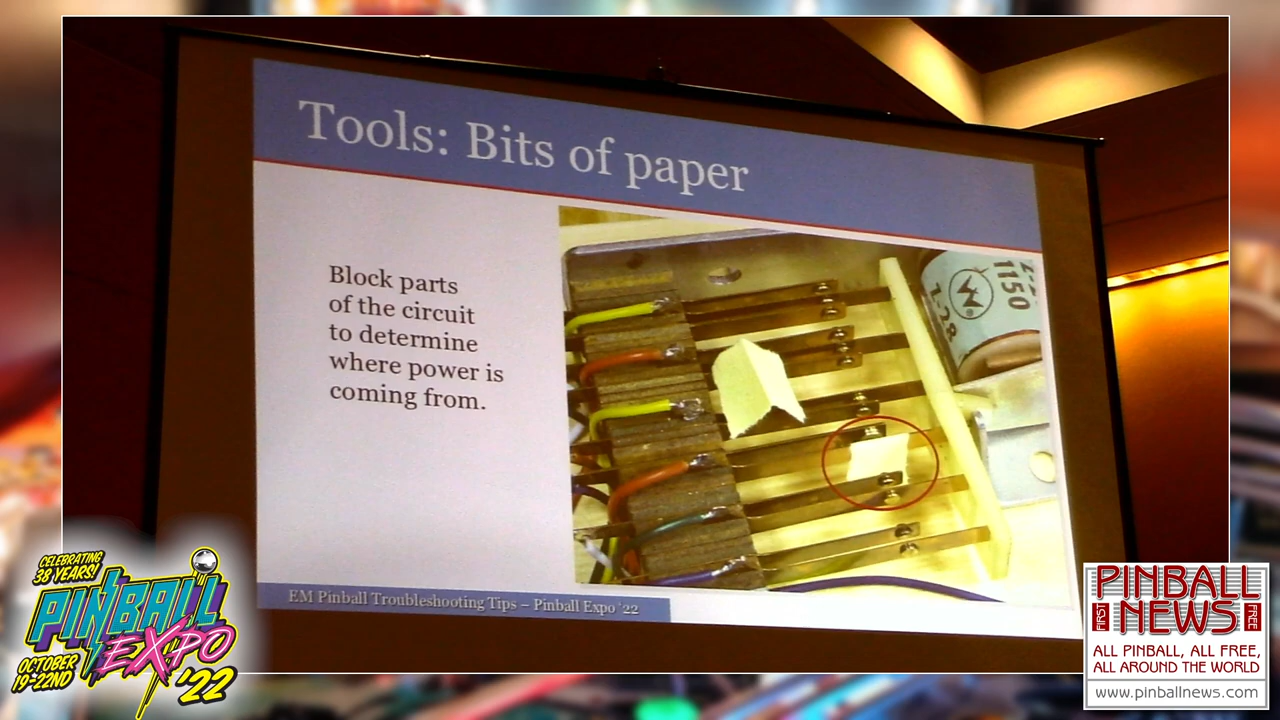 Tools: Bits of paper
Block parts
of the circuit
to determine
where power is
coming from.
W
1150
EM Pinball Troubleshooting Tips – Pinball Expo '22
CELEBRATING
38 YEARS!
PINBALL
EXPO
OCTOBER
19-22ND
'22
PINBALL
NEWS
FIRST
FREE
ALL PINBALL, ALL FREE,
ALL AROUND THE WORLD
www.pinballnews.com